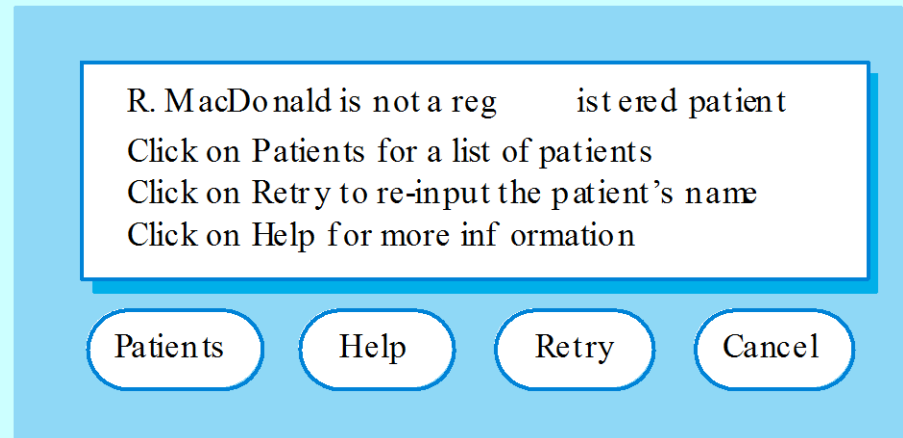 R. MacDonald is not a registered patient
Click on Patients for a list of patients
Click on Retry to re-input the patient’s name
Click on Help for more information
Patients Help Retry Cancel